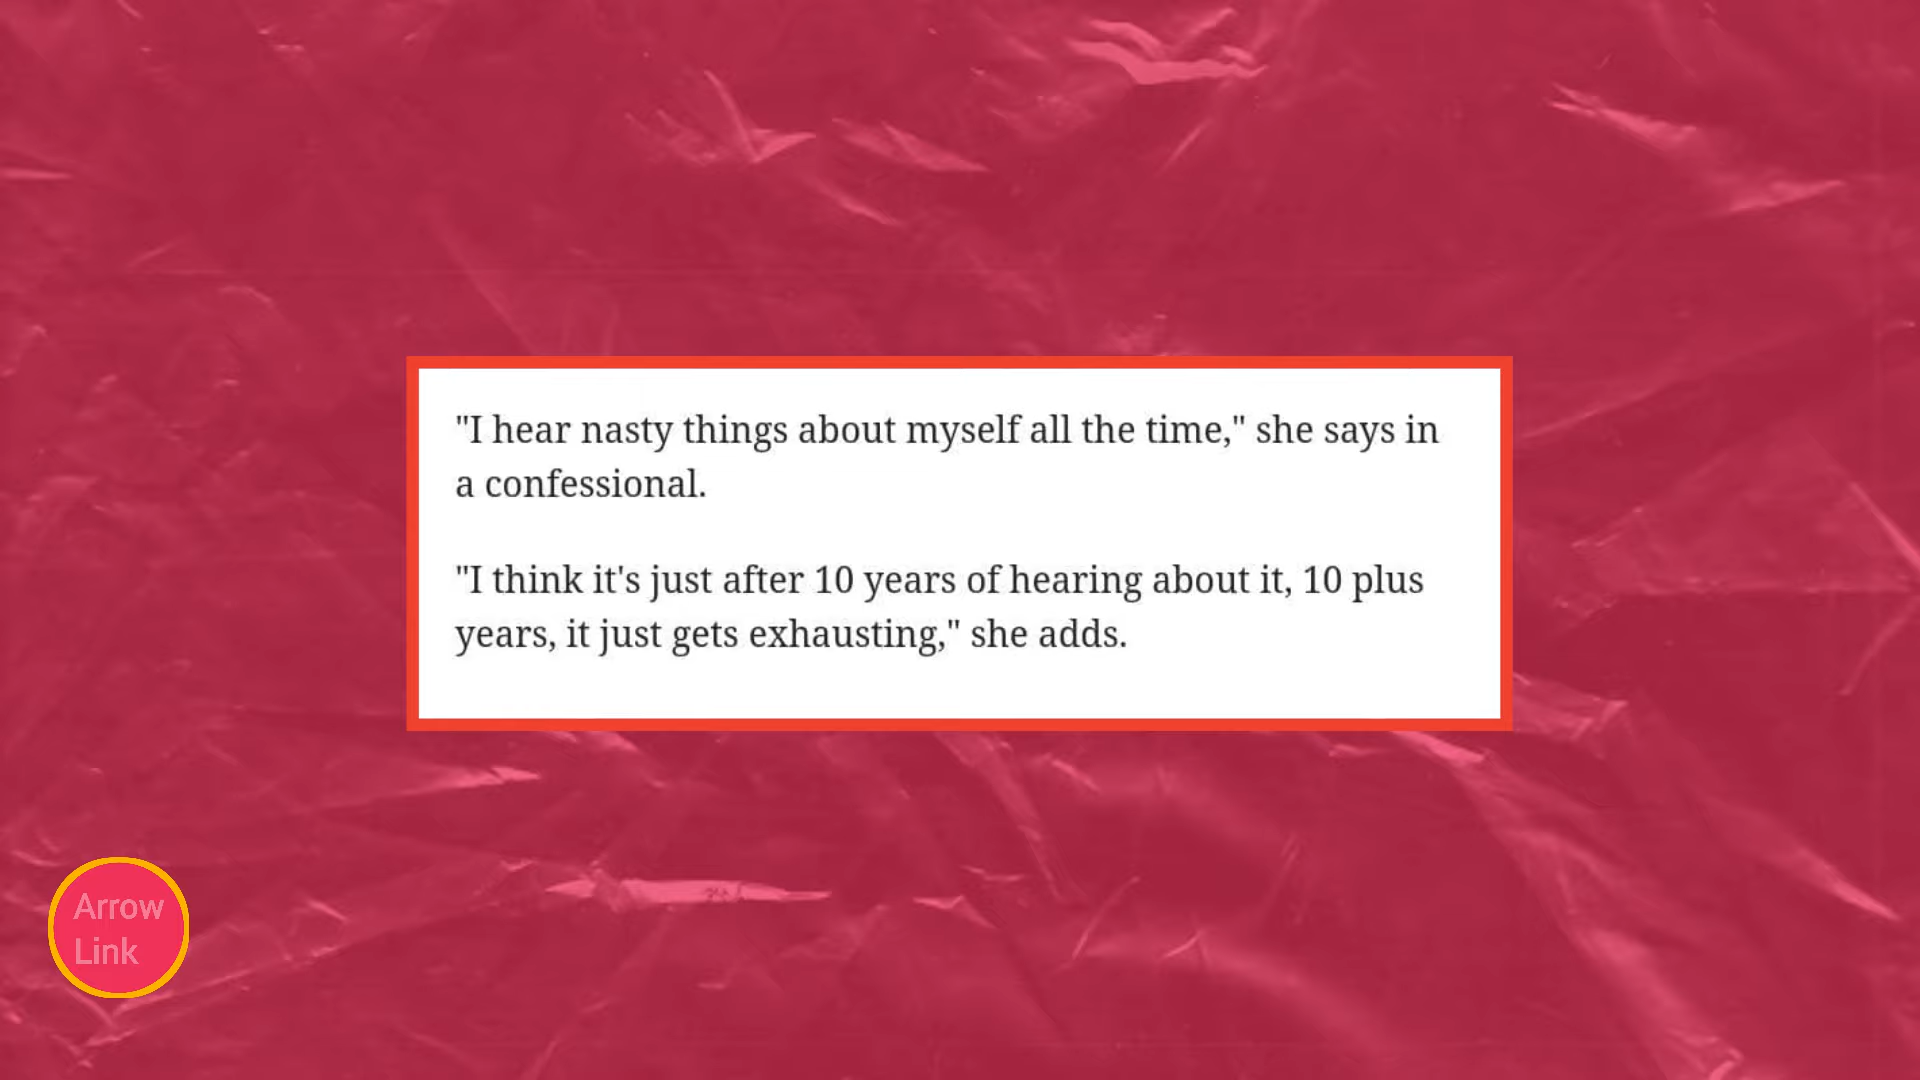 "I hear nasty things about myself all the time," she says in
a confessional.
"I think it's just after 10 years of hearing about it, 10 plus
years, it just gets exhausting," she adds.
Arrow
Link